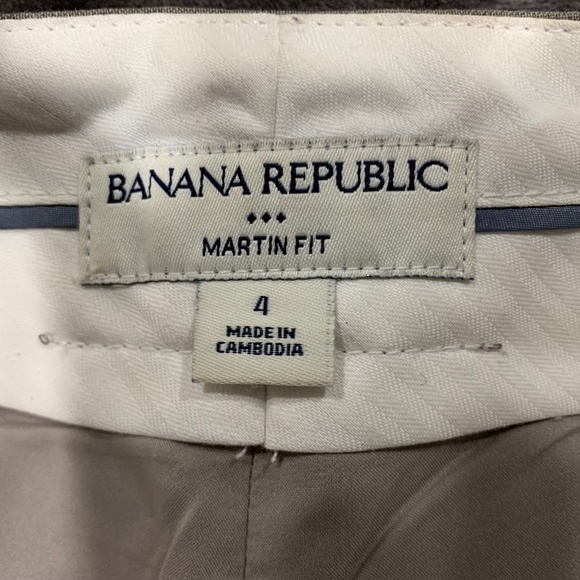 BANANA REPUBLIC
MARTIN FIT
4
MADE IN
CAMBODIA